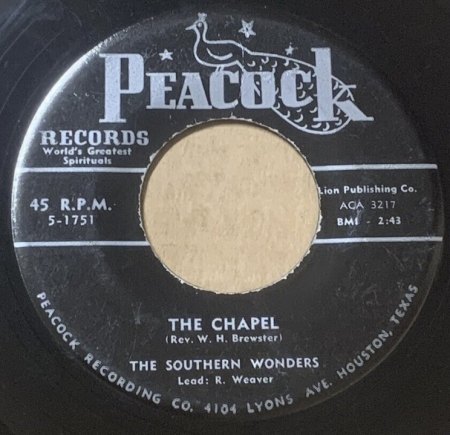 PEACOCK
RECORDS
World's Greatest
Spirituals
45 R.P.M.
5-1751
Lion Publishing Co.
ACA 3217
BMI - 2:43
THE CHAPEL
(Rev. W. H. Brewster)
THE SOUTHERN WONDERS
Lead: R. Weaver
PEACOCK RECORDING CO. 4104 LYONS AVE. HOUSTON, TEXAS